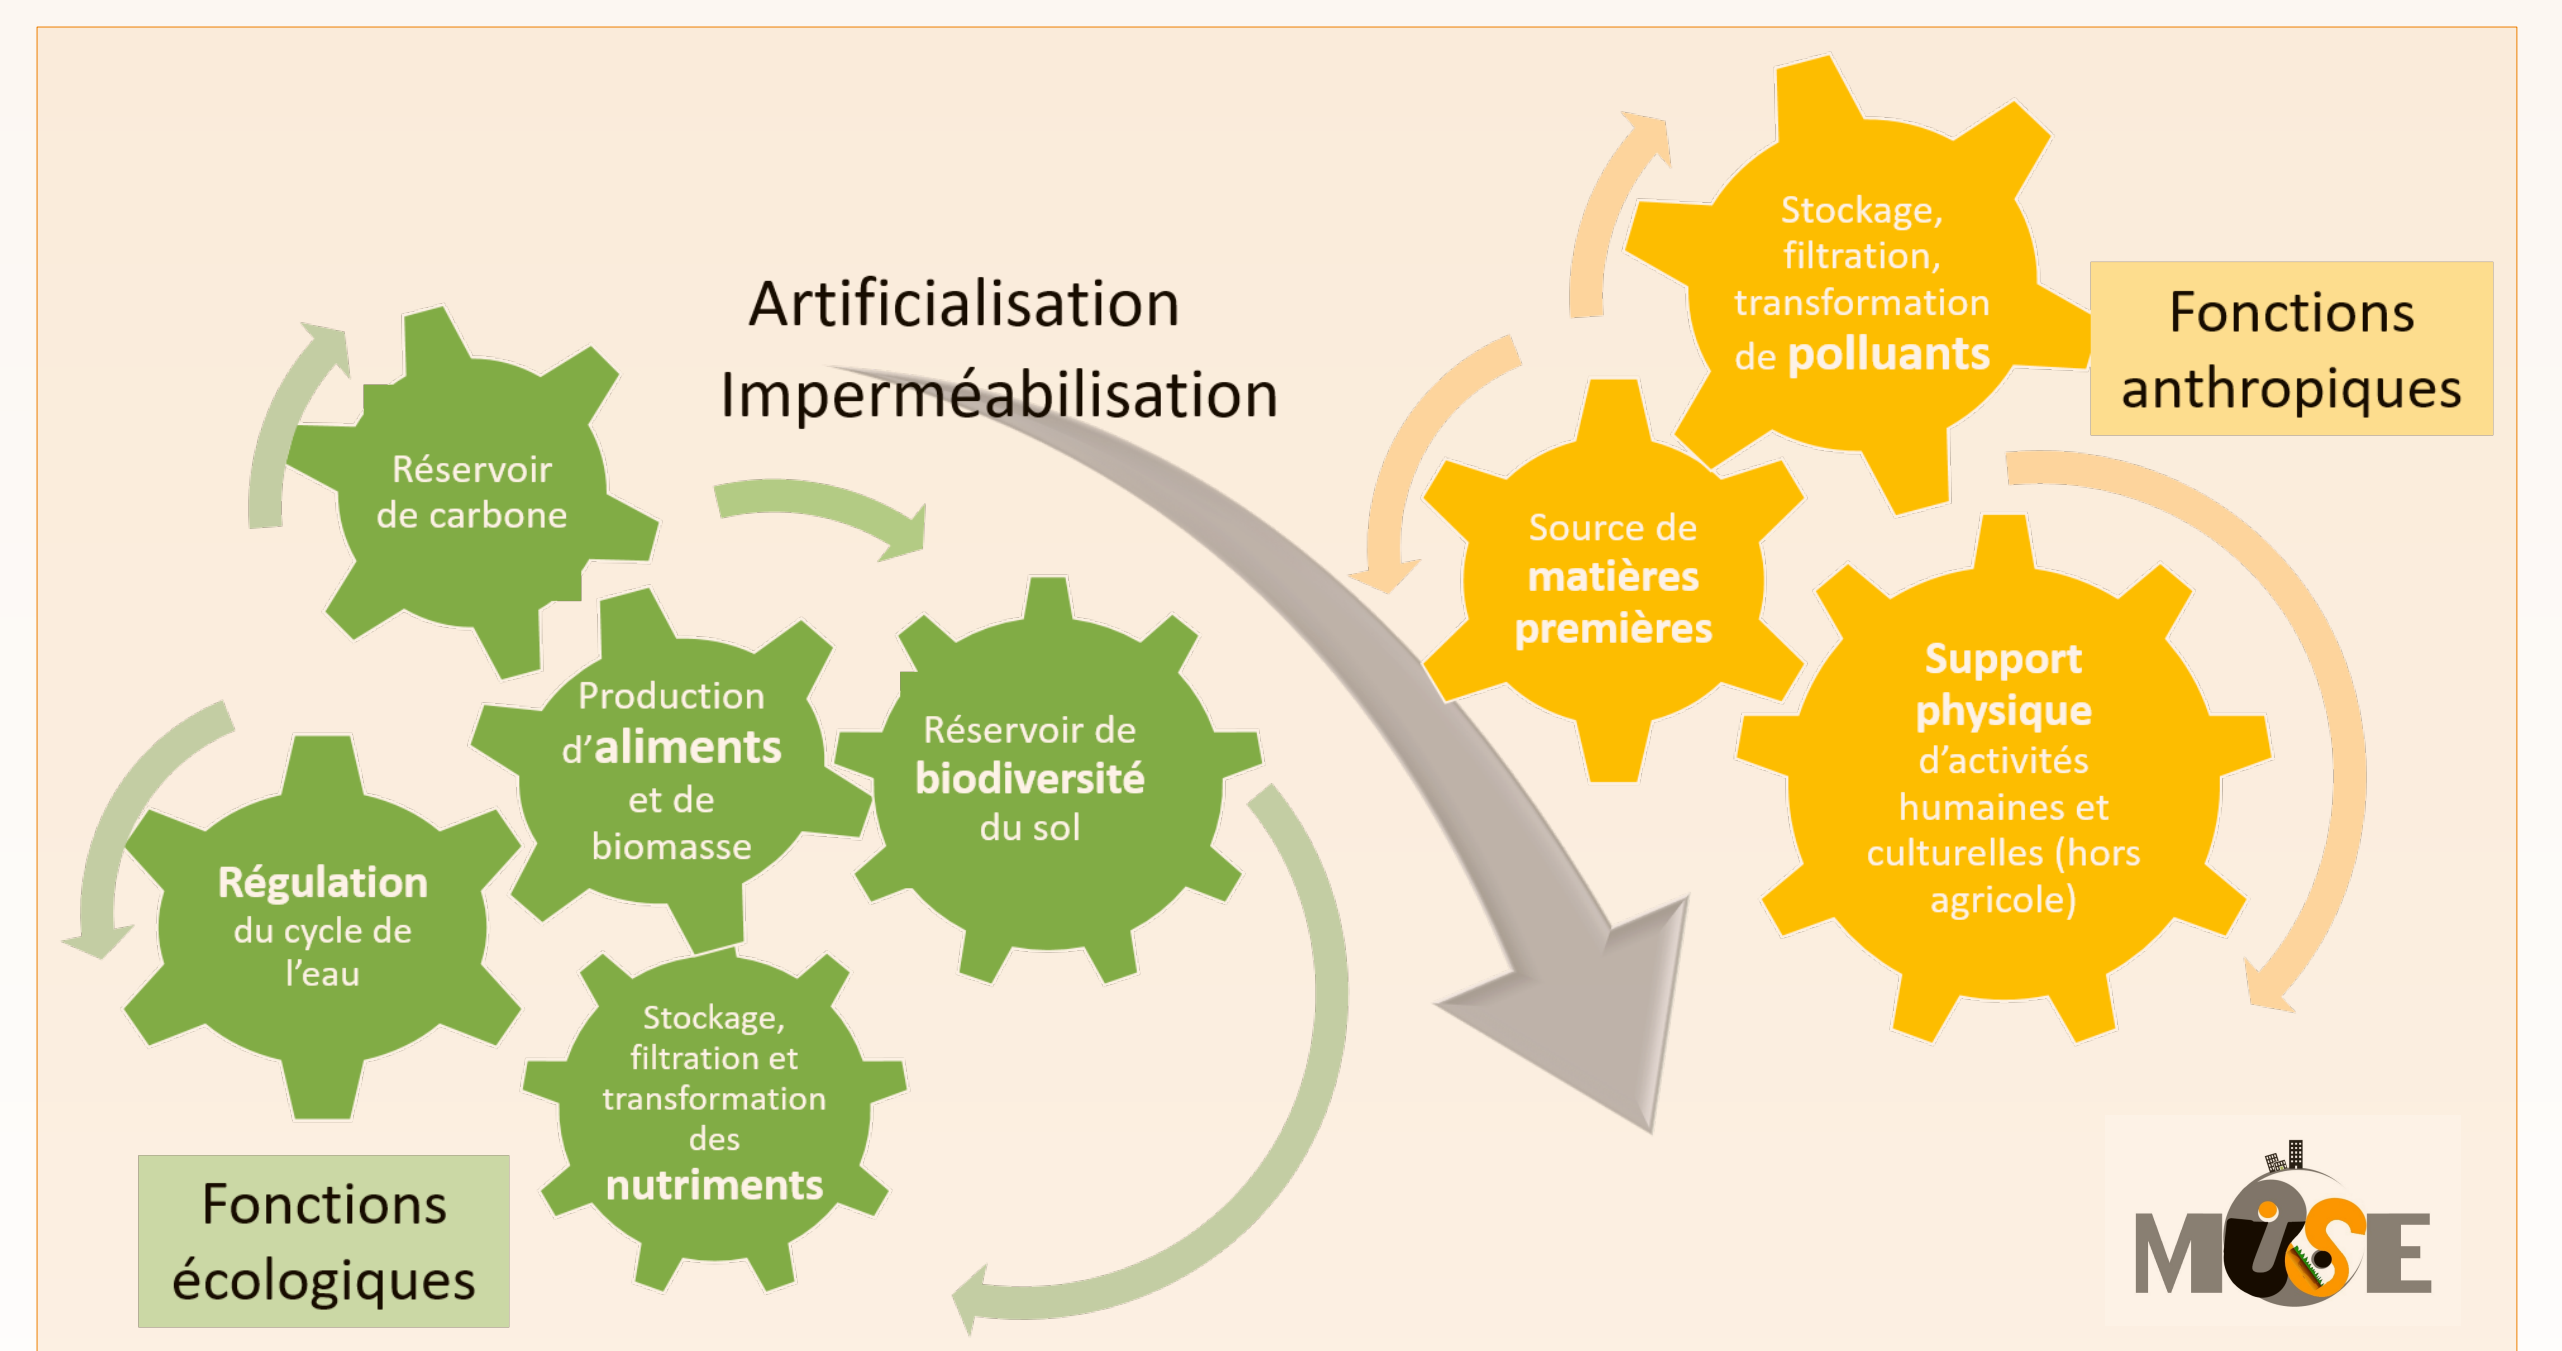 Artificialisation
Imperméabilisation
Réservoir
de carbone
Production
d'aliments
et de
biomasse
Réservoir de
biodiversité
du sol
Régulation
du cycle de
l'eau
Stockage,
filtration et
transformation
des
nutriments
Fonctions
écologiques
Stockage,
filtration,
transformation
de polluants
Fonctions
anthropiques
Source de
matières
premières
Support
physique
d'activités
humaines et
culturelles (hors
agricole)
MUSE